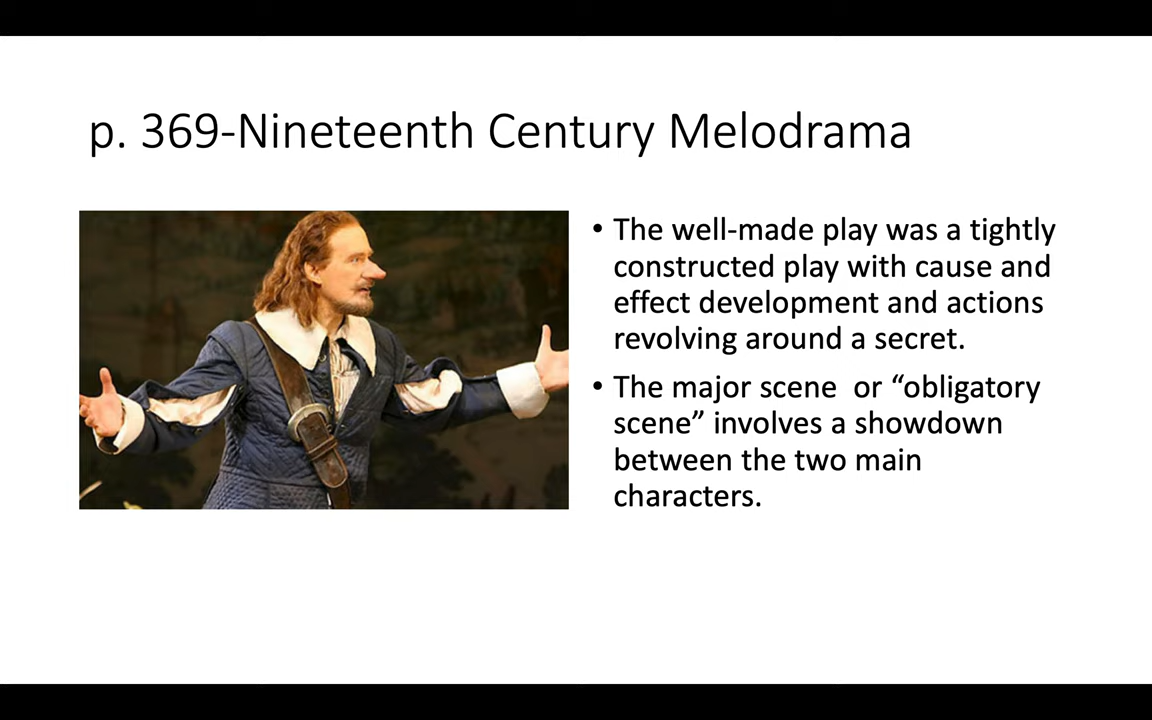 p. 369-Nineteenth Century Melodrama
• The well-made play was a tightly
constructed play with cause and
effect development and actions
revolving around a secret.
• The major scene  or “obligatory
scene” involves a showdown
between the two main
characters.